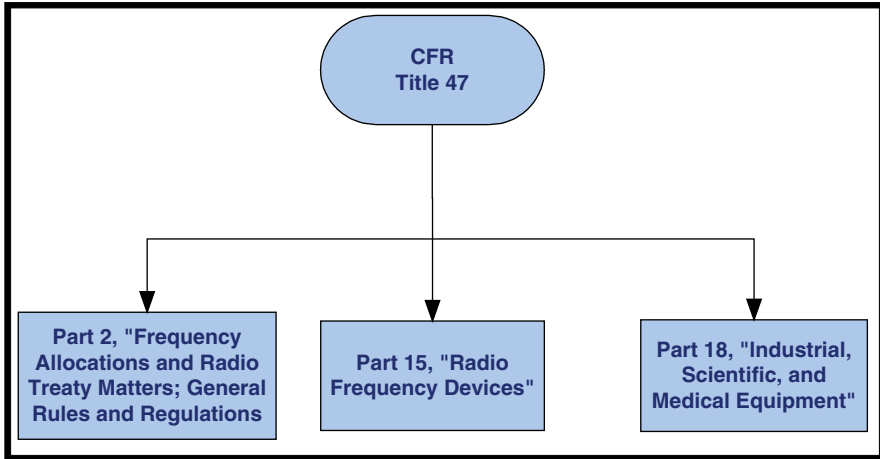 CFR
Title 47
Part 2, "Frequency
Allocations and Radio
Treaty Matters; General
Rules and Regulations
Part 15, "Radio
Frequency Devices"
Part 18, "Industrial,
Scientific, and
Medical Equipment"